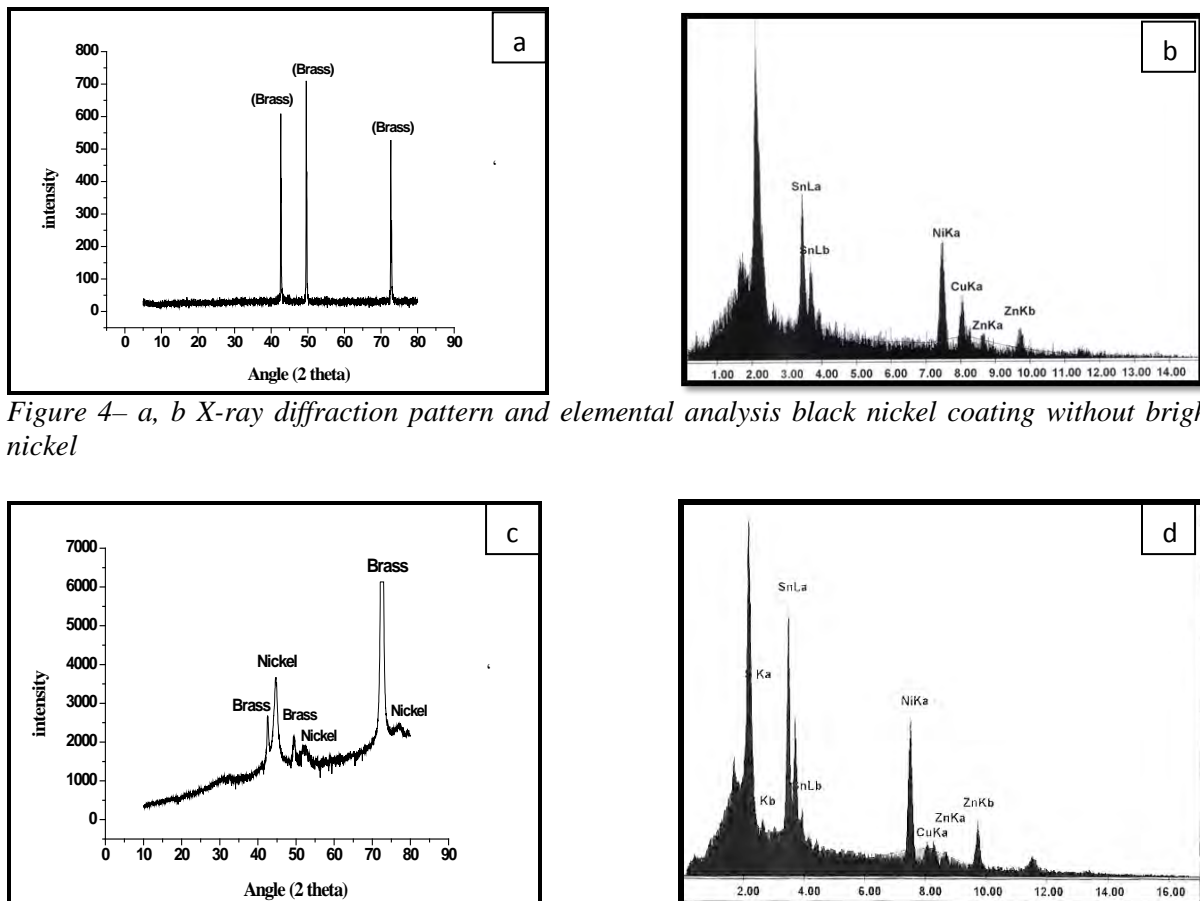 a
800
700
600
500
400
300
200
100
0
intensity
(Brass)
(Brass)
(Brass)
0 10 20 30 40 50 60 70 80 90
Angle (2 theta)
b
SnLa
SnLb
NiKa
CuKa
ZnKa
ZnKb
1.00 2.00 3.00 4.00 5.00 6.00 7.00 8.00 9.00 10.00 11.00 12.00 13.00 14.00
Figure 4– a, b X-ray diffraction pattern and elemental analysis black nickel coating without brigh
nickel
c
7000
6000
5000
4000
3000
2000
1000
0
intensity
Brass
Nickel
Brass
Nickel
Brass
Nickel
0 10 20 30 40 50 60 70 80 90
Angle (2 theta)
d
SnLa
S Ka
NiKa
Kb
SnLb
ZnKb
ZnKa
CuKa
2.00 4.00 6.00 8.00 10.00 12.00 14.00 16.00